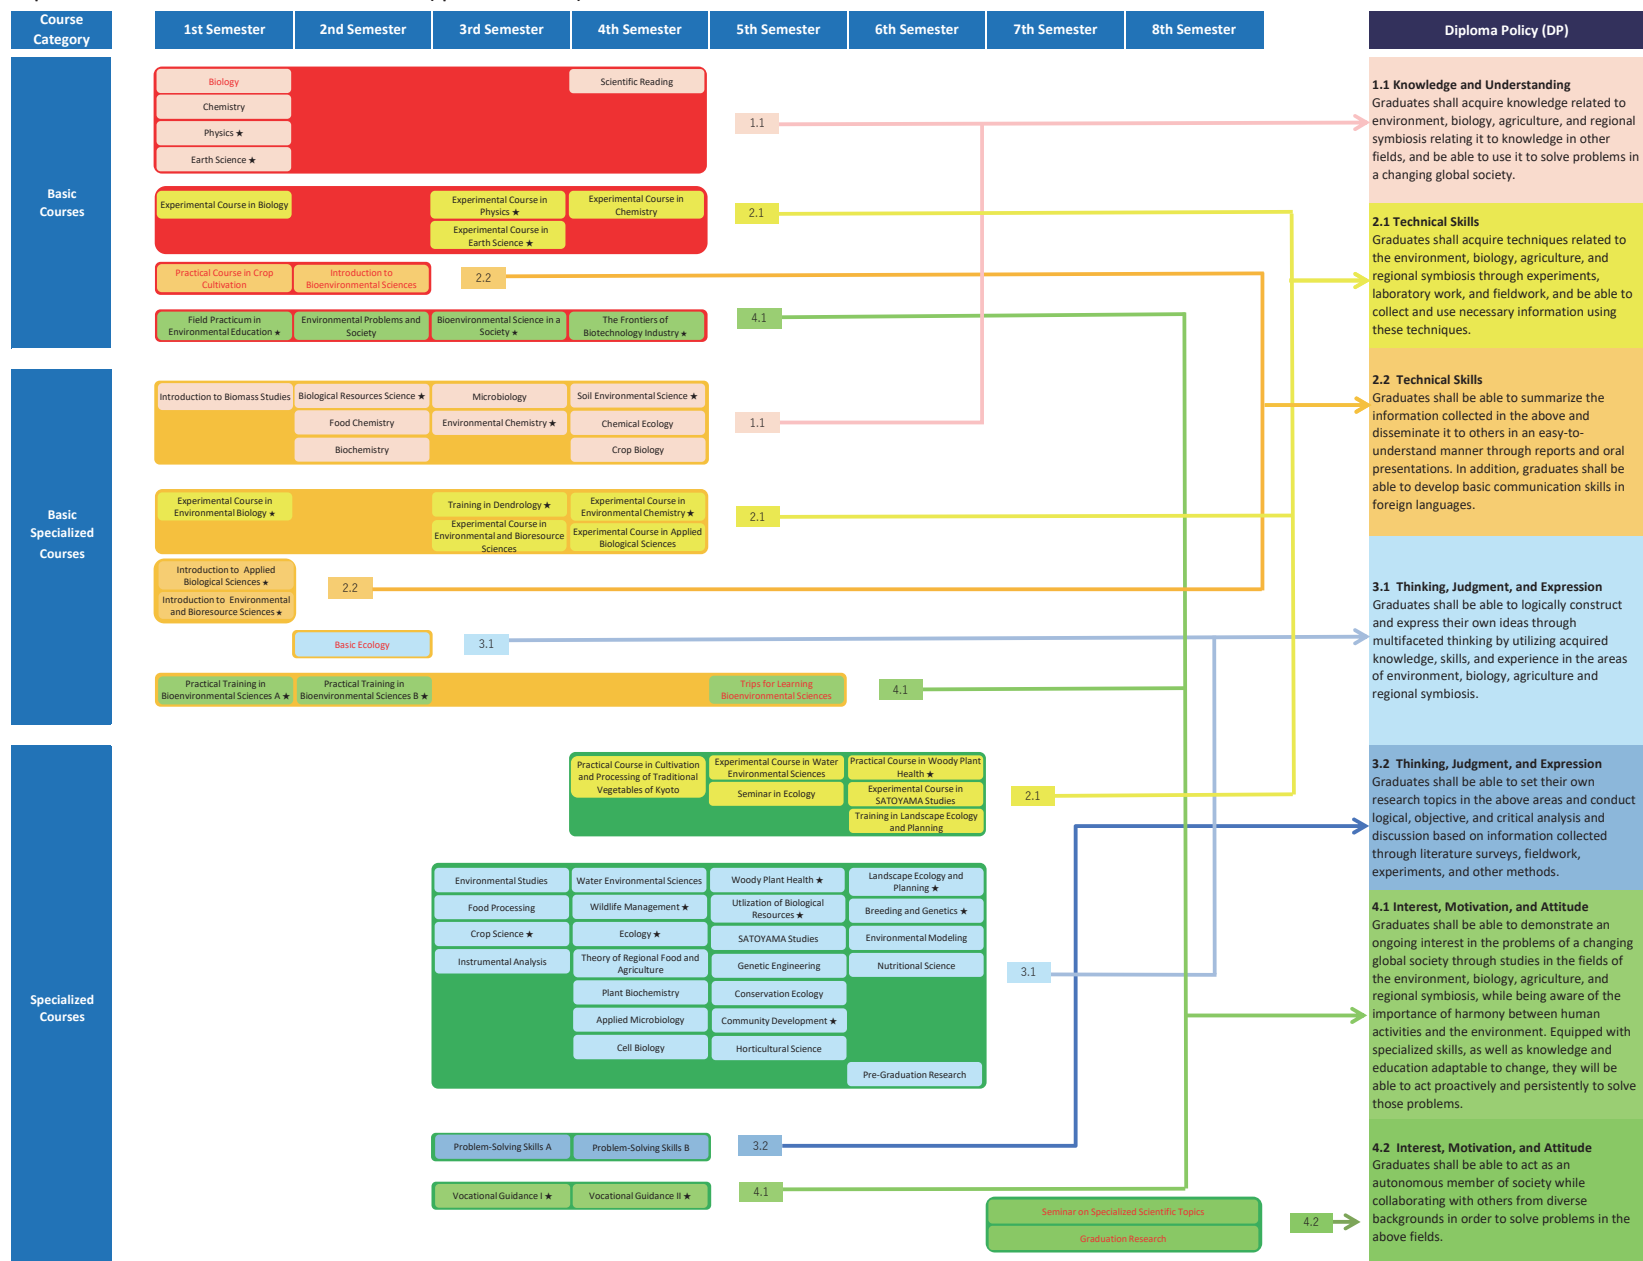 Course
Category
1st Semester
2nd Semester
3rd Semester
4th Semester
5th Semester
6th Semester
7th Semester
8th Semester
Diploma Policy (DP)
Basic
Courses
Biology
Scientific Reading
Chemistry
Physics ★
Earth Science ★
1.1
Experimental Course in Biology
Experimental Course in
Physics ★
Experimental Course in
Chemistry
Experimental Course in
Earth Science ★
2.1
Practical Course in Crop
Cultivation
Introduction to
Bioenvironmental Sciences
2.2
Field Practicum in
Environmental Education ★
Environmental Problems and
Society
Bioenvironmental Science in a
Society ★
The Frontiers of
Biotechnology Industry ★
4.1
Basic
Specialized
Courses
Introduction to Biomass Studies
Biological Resources Science ★
Microbiology
Soil Environmental Science ★
Food Chemistry
Environmental Chemistry ★
Chemical Ecology
Biochemistry
Crop Biology
1.1
Experimental Course in
Environmental Biology ★
Training in Dendrology ★
Experimental Course in
Environmental Chemistry ★
Experimental Course in
Environmental and Bioresource
Sciences
Experimental Course in Applied
Biological Sciences
2.1
Introduction to Applied
Biological Sciences ★
Introduction to Environmental
and Bioresource Sciences ★
2.2
Basic Ecology
3.1
Practical Training in
Bioenvironmental Sciences A ★
Practical Training in
Bioenvironmental Sciences B ★
Trips for Learning
Bioenvironmental Sciences
4.1
Specialized
Courses
Practical Course in Cultivation
and Processing of Traditional
Vegetables of Kyoto
Experimental Course in Water
Environmental Sciences
Practical Course in Woody Plant
Health ★
Seminar in Ecology
Experimental Course in
SATOYAMA Studies
Training in Landscape Ecology
and Planning
2.1
Environmental Studies
Water Environmental Sciences
Woody Plant Health ★
Landscape Ecology and
Planning ★
Food Processing
Wildlife Management ★
Utlization of Biological
Resources ★
Breeding and Genetics ★
Crop Science ★
Ecology ★
SATOYAMA Studies
Environmental Modeling
Instrumental Analysis
Theory of Regional Food and
Agriculture
Genetic Engineering
Nutritional Science
Plant Biochemistry
Conservation Ecology
Applied Microbiology
Community Development ★
Cell Biology
Horticultural Science
Pre-Graduation Research
3.1
Problem-Solving Skills A
Problem-Solving Skills B
3.2
Vocational Guidance I ★
Vocational Guidance II ★
4.1
Seminar on Specialized Scientific Topics
Graduation Research
4.2
1.1 Knowledge and Understanding
Graduates shall acquire knowledge related to
environment, biology, agriculture, and regional
symbiosis relating it to knowledge in other
fields, and be able to use it to solve problems in
a changing global society.
2.1 Technical Skills
Graduates shall acquire techniques related to
the environment, biology, agriculture, and
regional symbiosis through experiments,
laboratory work, and fieldwork, and be able to
collect and use necessary information using
these techniques.
2.2 Technical Skills
Graduates shall be able to summarize the
information collected in the above and
disseminate it to others in an easy-to-
understand manner through reports and oral
presentations. In addition, graduates shall be
able to develop basic communication skills in
foreign languages.
3.1 Thinking, Judgment, and Expression
Graduates shall be able to logically construct
and express their own ideas through
multifaceted thinking by utilizing acquired
knowledge, skills, and experience in the areas
of environment, biology, agriculture and
regional symbiosis.
3.2 Thinking, Judgment, and Expression
Graduates shall be able to set their own
research topics in the above areas and conduct
logical, objective, and critical analysis and
discussion based on information collected
through literature surveys, fieldwork,
experiments, and other methods.
4.1 Interest, Motivation, and Attitude
Graduates shall be able to demonstrate an
ongoing interest in the problems of a changing
global society through studies in the fields of
the environment, biology, agriculture, and
regional symbiosis, while being aware of the
importance of harmony between human
activities and the environment. Equipped with
specialized skills, as well as knowledge and
education adaptable to change, they will be
able to act proactively and persistently to solve
those problems.
4.2 Interest, Motivation, and Attitude
Graduates shall be able to act as an
autonomous member of society while
collaborating with others from diverse
backgrounds in order to solve problems in the
above fields.